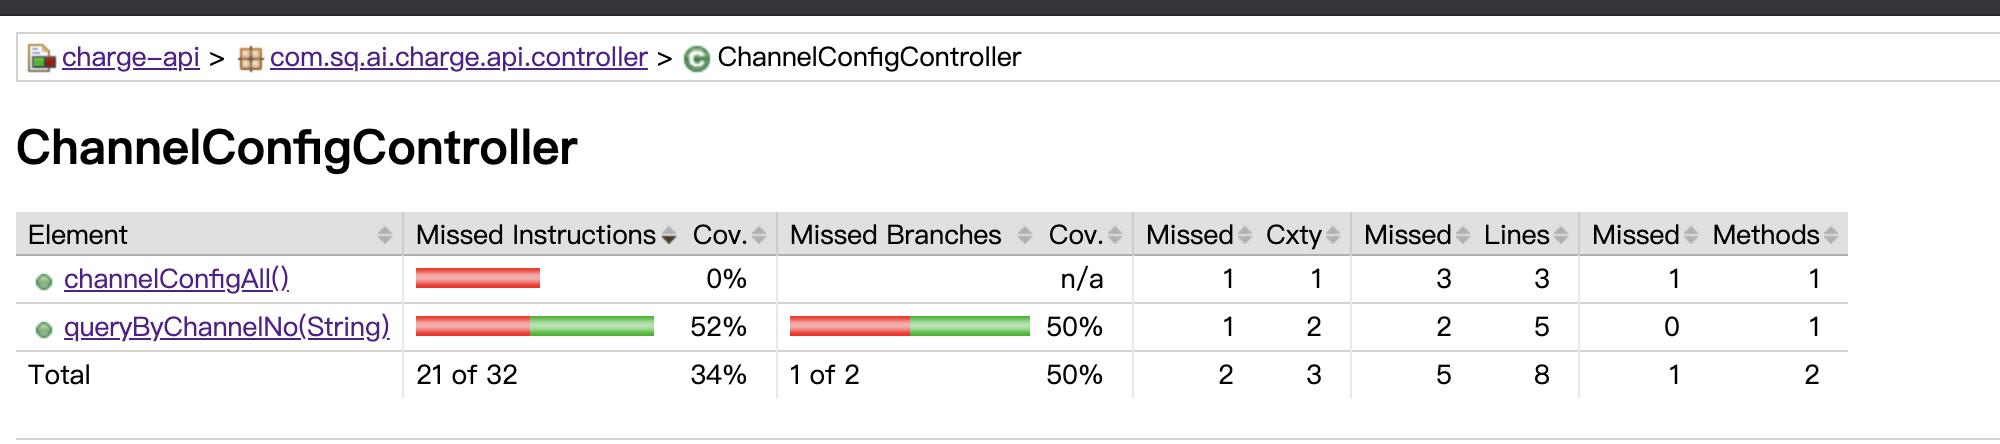 charge-api > com.sq.ai.charge.api.controller > ChannelConfigController
ChannelConfigController
Element Missed Instructions Cov. Missed Branches Cov. Missed Cxty Missed Lines Missed Methods
channelConfigAll() 0% n/a 1 1 3 3 1 1
queryByChannelNo(String) 52% 50% 1 2 2 5 0 1
Total 21 of 32 34% 1 of 2 50% 2 3 5 8 1 2